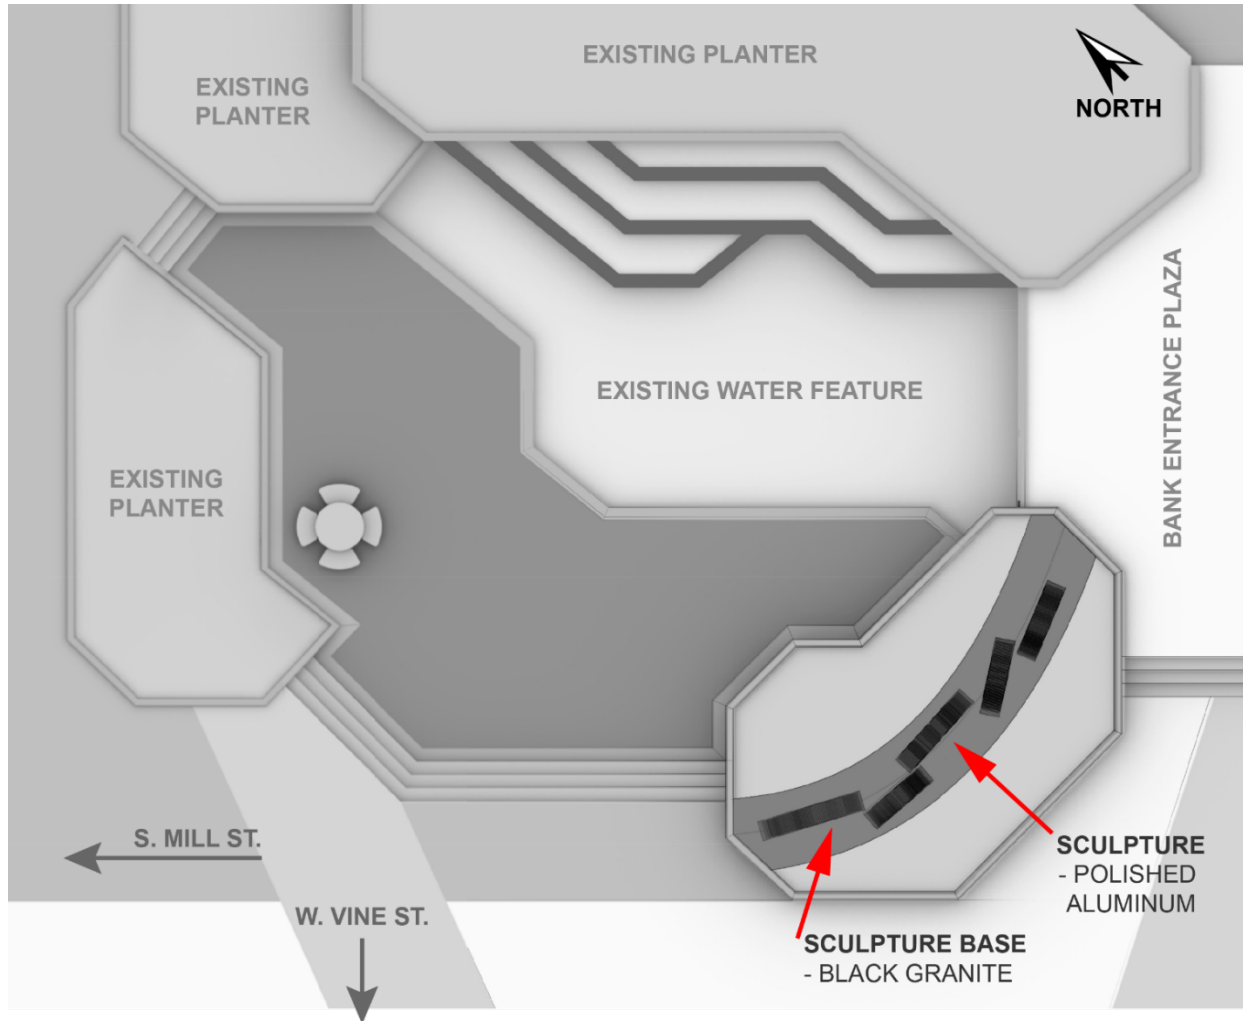 EXISTING PLANTER
NORTH
EXISTING
PLANTER
BANK ENTRANCE PLAZA
EXISTING WATER FEATURE
EXISTING
PLANTER
S. MILL ST.
W. VINE ST.
SCULPTURE
- POLISHED
ALUMINUM
SCULPTURE BASE
- BLACK GRANITE